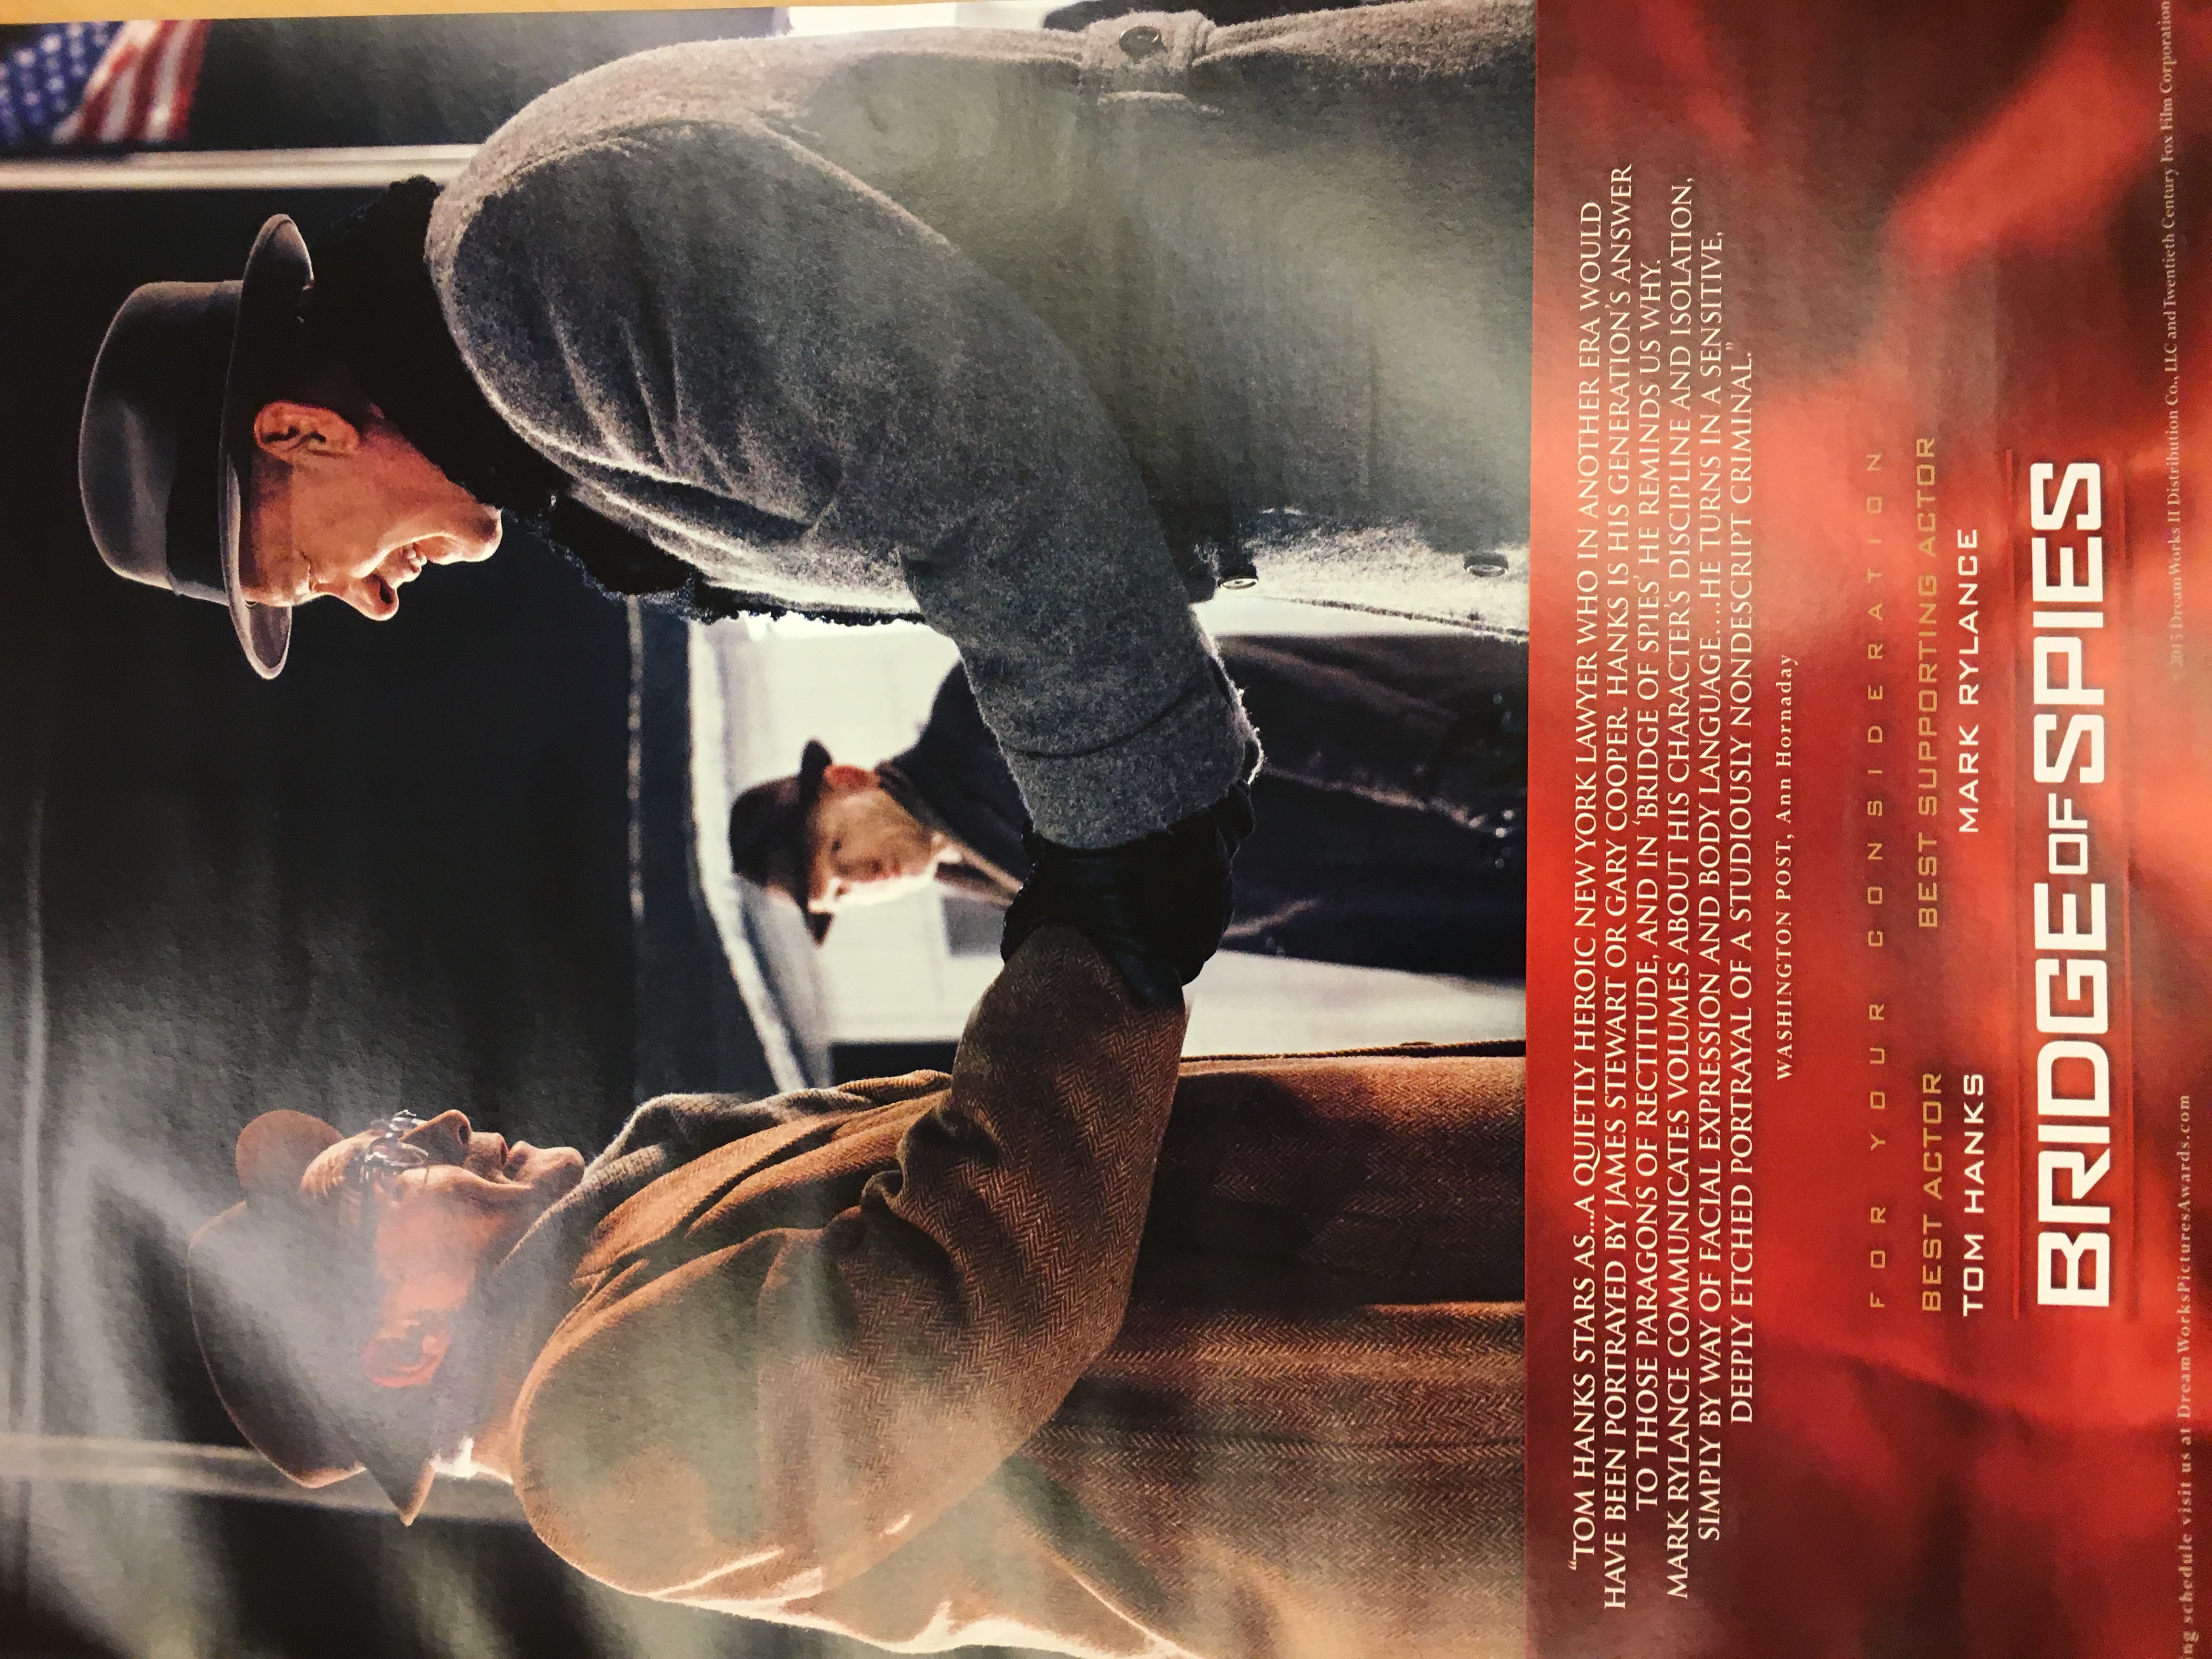 “TOM HANKS STARS AS...A QUIETLY HEROIC NEW YORK LAWYER WHO IN ANOTHER ERA WOULD
HAVE BEEN PORTRAYED BY JAMES STEWART OR GARY COOPER. HANKS IS HIS GENERATION’S ANSWER
TO THOSE PARAGONS OF RECTITUDE, AND IN ‘BRIDGE OF SPIES’ HE REMINDS US WHY.
MARK RYLANCE COMMUNICATES VOLUMES ABOUT HIS CHARACTER’S DISCIPLINE AND ISOLATION,
SIMPLY BY WAY OF FACIAL EXPRESSION AND BODY LANGUAGE....HE TURNS IN A SENSITIVE,
DEEPLY ETCHED PORTRAYAL OF A STUDIOUSLY NONDESCRIPT CRIMINAL.”
WASHINGTON POST, Ann Hornaday
FOR YOUR CONSIDERATION
BEST ACTOR
TOM HANKS
BEST SUPPORTING ACTOR
MARK RYLANCE
BRIDGE OF SPIES
schedule visit us at DreamWorksPicturesAwards.com
2015 DreamWorks II Distribution Co., LLC and Twentieth Century Fox Film Corporation